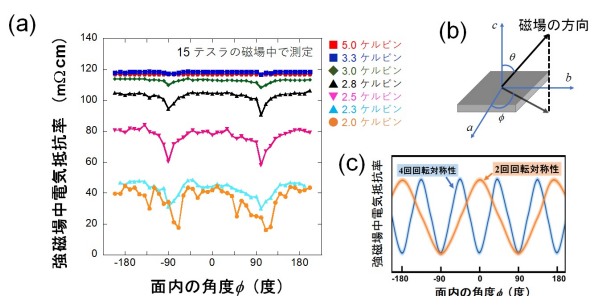 (a)
15 テスラの磁場中で測定
強磁場中電気抵抗率 (mΩcm)
140
120
100
80
60
40
20
0
-180
-90
0
90
180
面内の角度ϕ (度)
5.0 ケルビン
3.3 ケルビン
3.0 ケルビン
2.8 ケルビン
2.5 ケルビン
2.3 ケルビン
2.0 ケルビン
(b)
c
磁場の方向
θ
b
a
ϕ
(c)
強磁場中電気抵抗率
4回回転対称性
2回回転対称性
-180
-90
0
90
180
面内の角度ϕ (度)